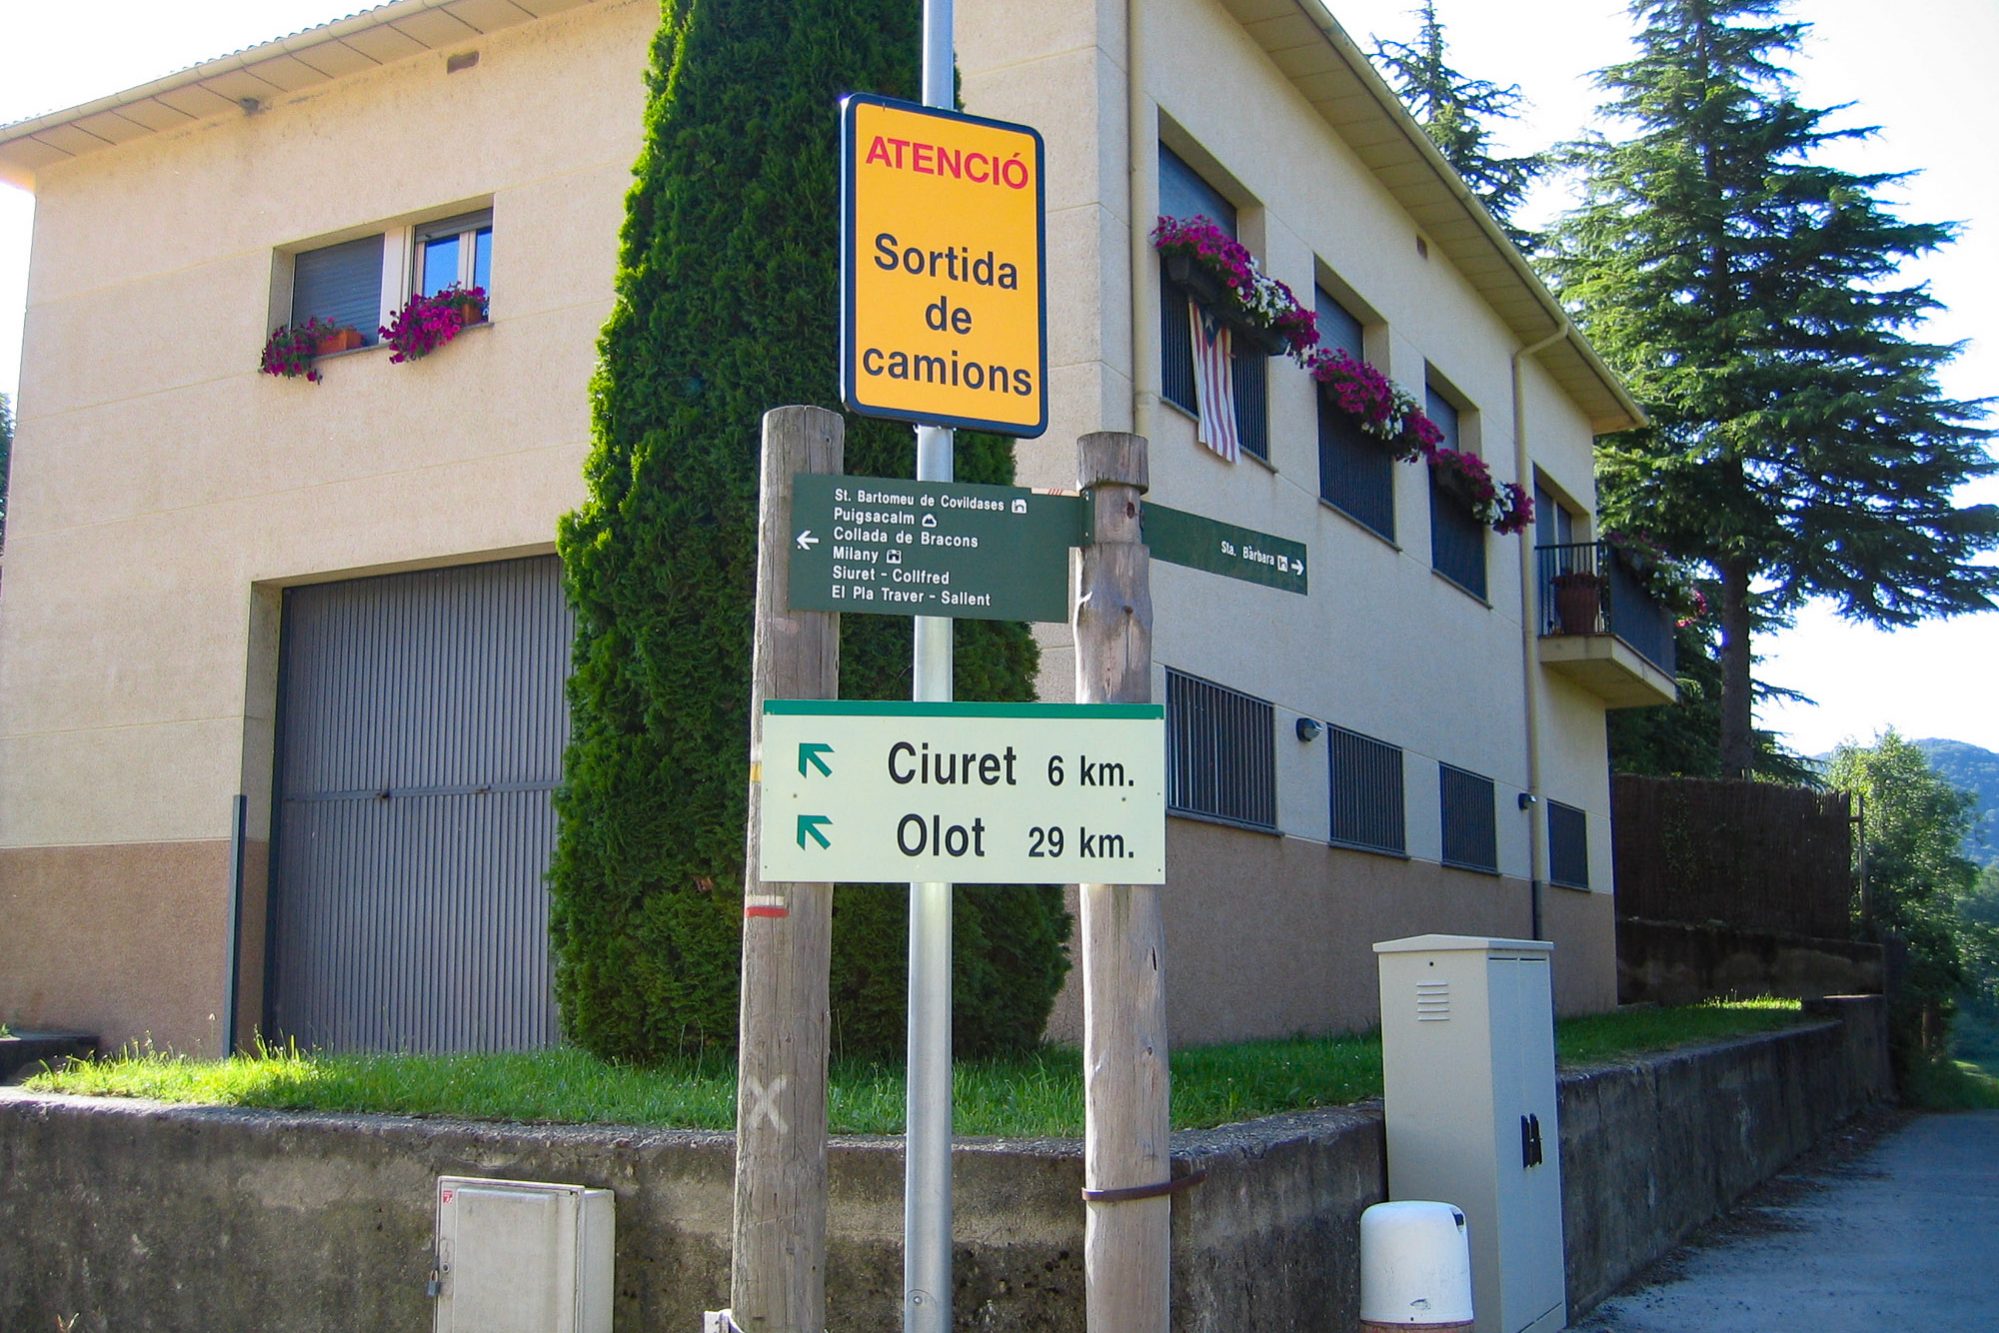 ATENCIÓ
Sortida
de
camions
St. Bartomeu de Covildases
Puigsacalm
Collada de Bracons
Milany
Siuret - Collfred
El Pla Traver - Sallent
Sta. Bàrbara
Ciuret 6 km.
Olot 29 km.